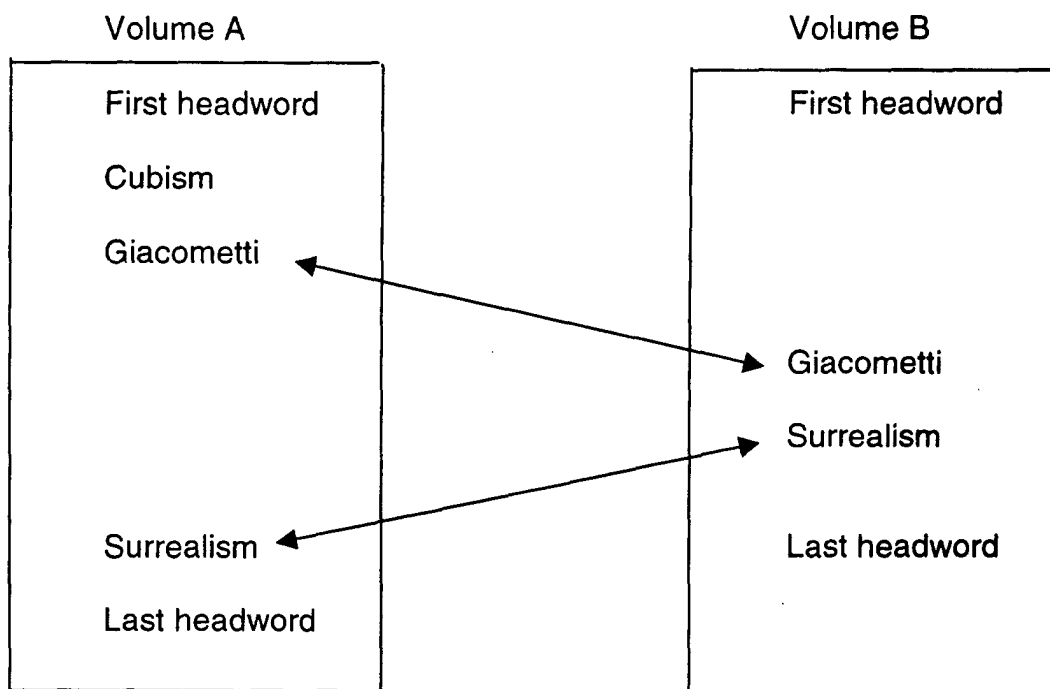 Volume A
First headword
Cubism
Giacometti
Surrealism
Last headword
Volume B
First headword
Giacometti
Surrealism
Last headword